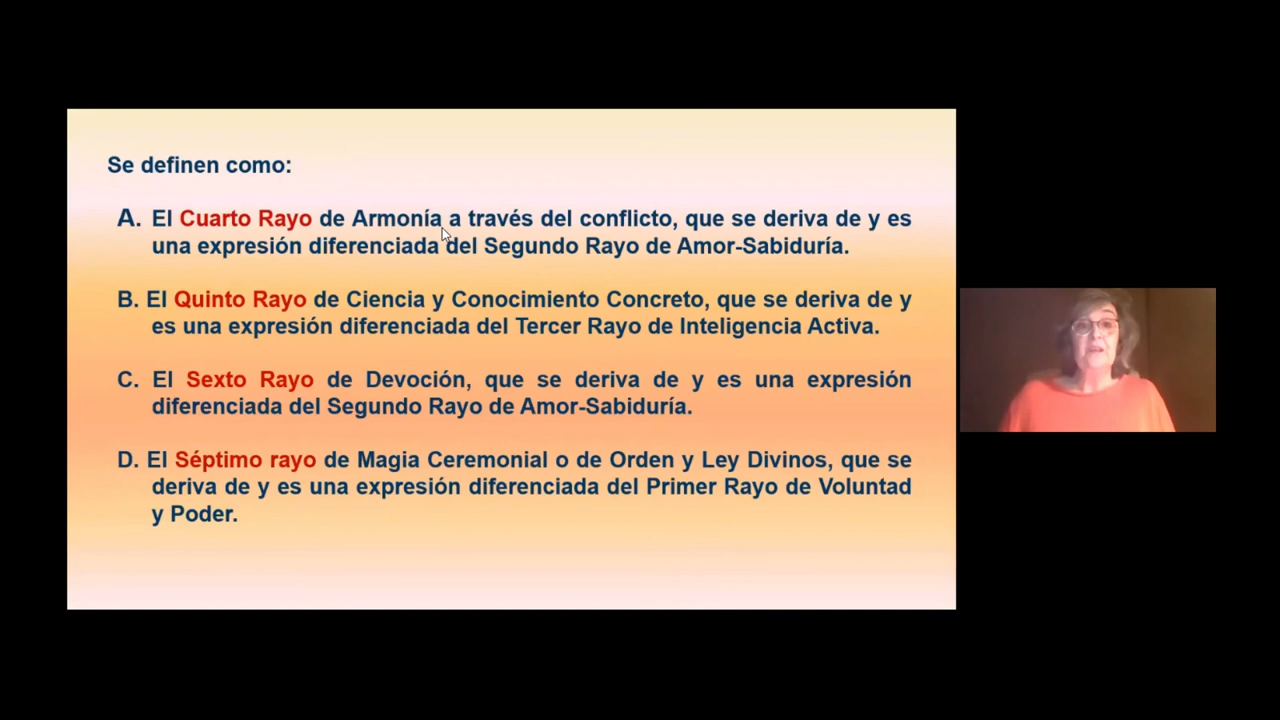 Se definen como:
A. El Cuarto Rayo de Armonía a través del conflicto, que se deriva de y es
una expresión diferenciada del Segundo Rayo de Amor-Sabiduría.
B. El Quinto Rayo de Ciencia y Conocimiento Concreto, que se deriva de y
es una expresión diferenciada del Tercer Rayo de Inteligencia Activa.
C. El Sexto Rayo de Devoción, que se deriva de y es una expresión
diferenciada del Segundo Rayo de Amor-Sabiduría.
D. El Séptimo rayo de Magia Ceremonial o de Orden y Ley Divinos, que se
deriva de y es una expresión diferenciada del Primer Rayo de Voluntad
y Poder.